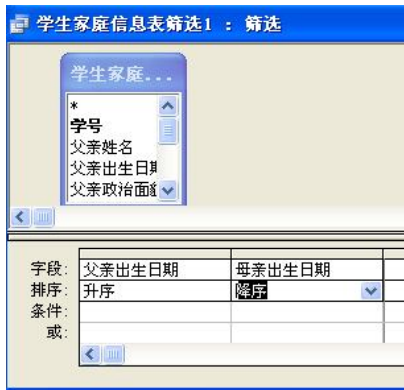 学生家庭信息表筛选1 : 筛选
学生家庭...
*
学号
父亲姓名
父亲出生日期
父亲政治面貌
字段: 父亲出生日期 母亲出生日期
排序: 升序 降序
条件:
或: